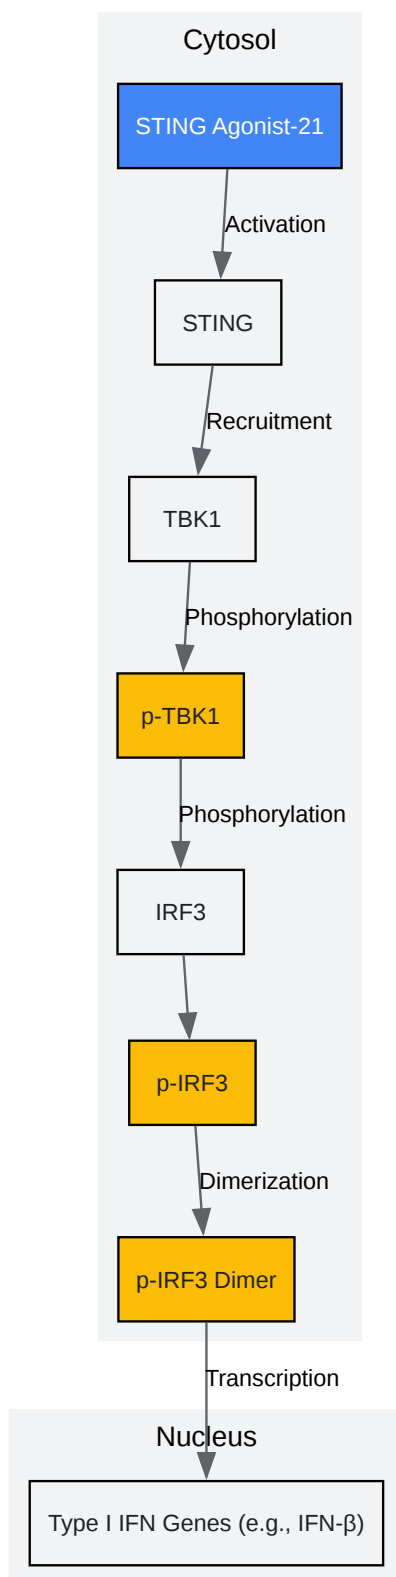 Cytosol
STING Agonist-21
Activation
STING
Recruitment
TBK1
Phosphorylation
p-TBK1
Phosphorylation
IRF3
p-IRF3
Dimerization
p-IRF3 Dimer
Transcription
Nucleus
Type I IFN Genes (e.g., IFN-β)